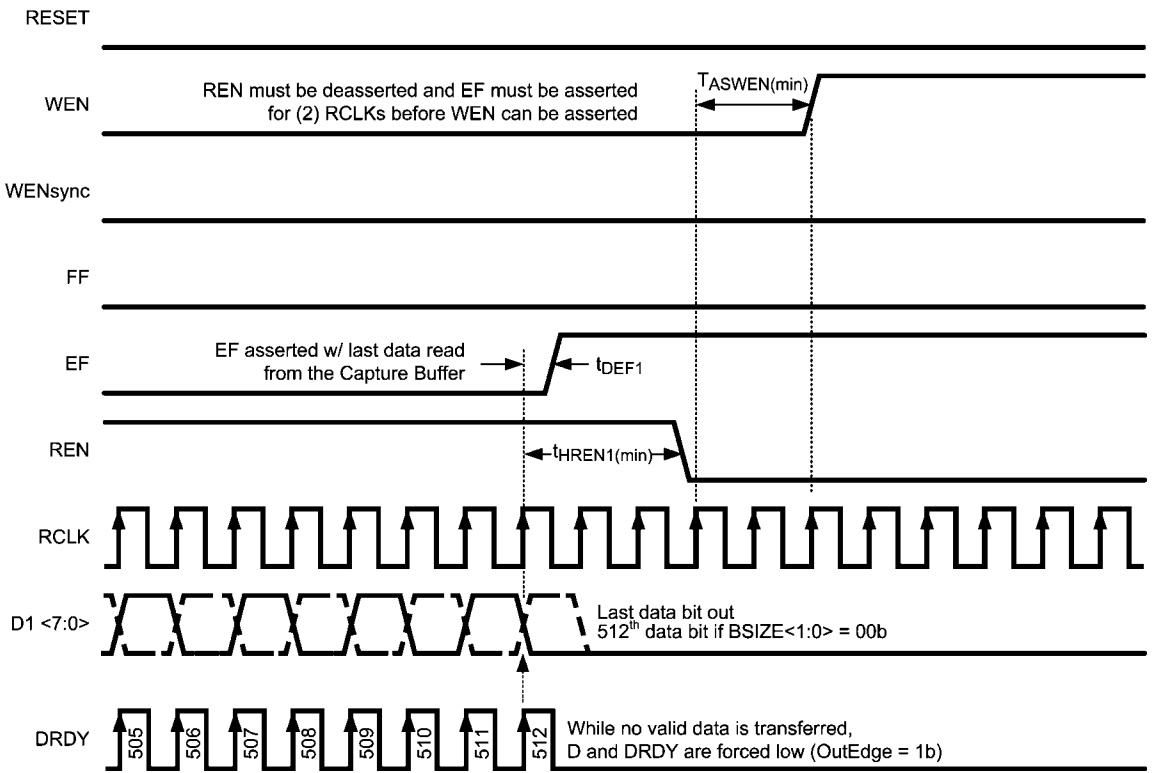 RESET
WEN
REN must be deasserted and EF must be asserted
for (2) RCLKs before WEN can be asserted
TASWEN(min)
WENsync
FF
EF
EF asserted w/ last data read
from the Capture Buffer
tDEF1
REN
tHREN1(min)
RCLK
D1 <7:0>
Last data bit out
512th data bit if BSIZE<1:0> = 00b
DRDY
505
506
507
508
509
510
511
512
While no valid data is transferred,
D and DRDY are forced low (OutEdge = 1b)